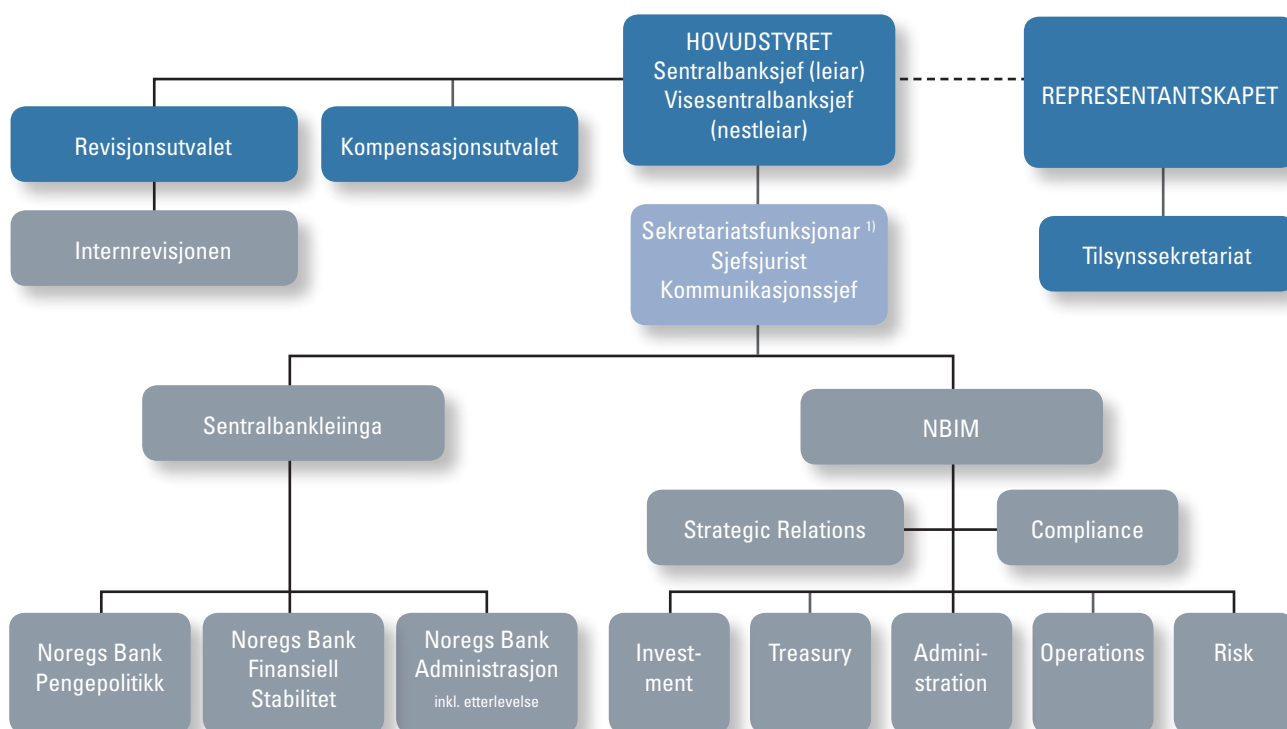 HOVUDSTYRET
Sentralbanksjef (leiar)
Visesentralbanksjef
(nestleiar)
REPRESENTANTSKAPET
Revisjonsutvalet
Kompensasjonsutvalet
Internrevisjonen
Sekretariatsfunksjonar 1)
Sjefsjurist
Kommunikasjonssjef
Tilsynssekretariat
Sentralbankleiinga
NBIM
Strategic Relations
Compliance
Noregs Bank
Pengepolitikk
Noregs Bank
Finansiell
Stabilitet
Noregs Bank
Administrasjon
inkl. etterlevelse
Invest-
ment
Treasury
Admini-
stration
Operations
Risk